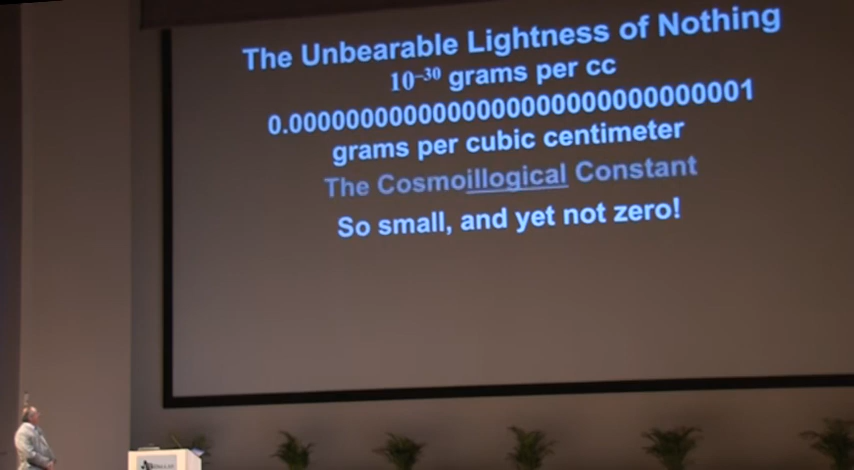 The Unbearable Lightness of Nothing
10⁻³⁰ grams per cc
0.000000000000000000000000000001
grams per cubic centimeter
The Cosmoillogical Constant
So small, and yet not zero!